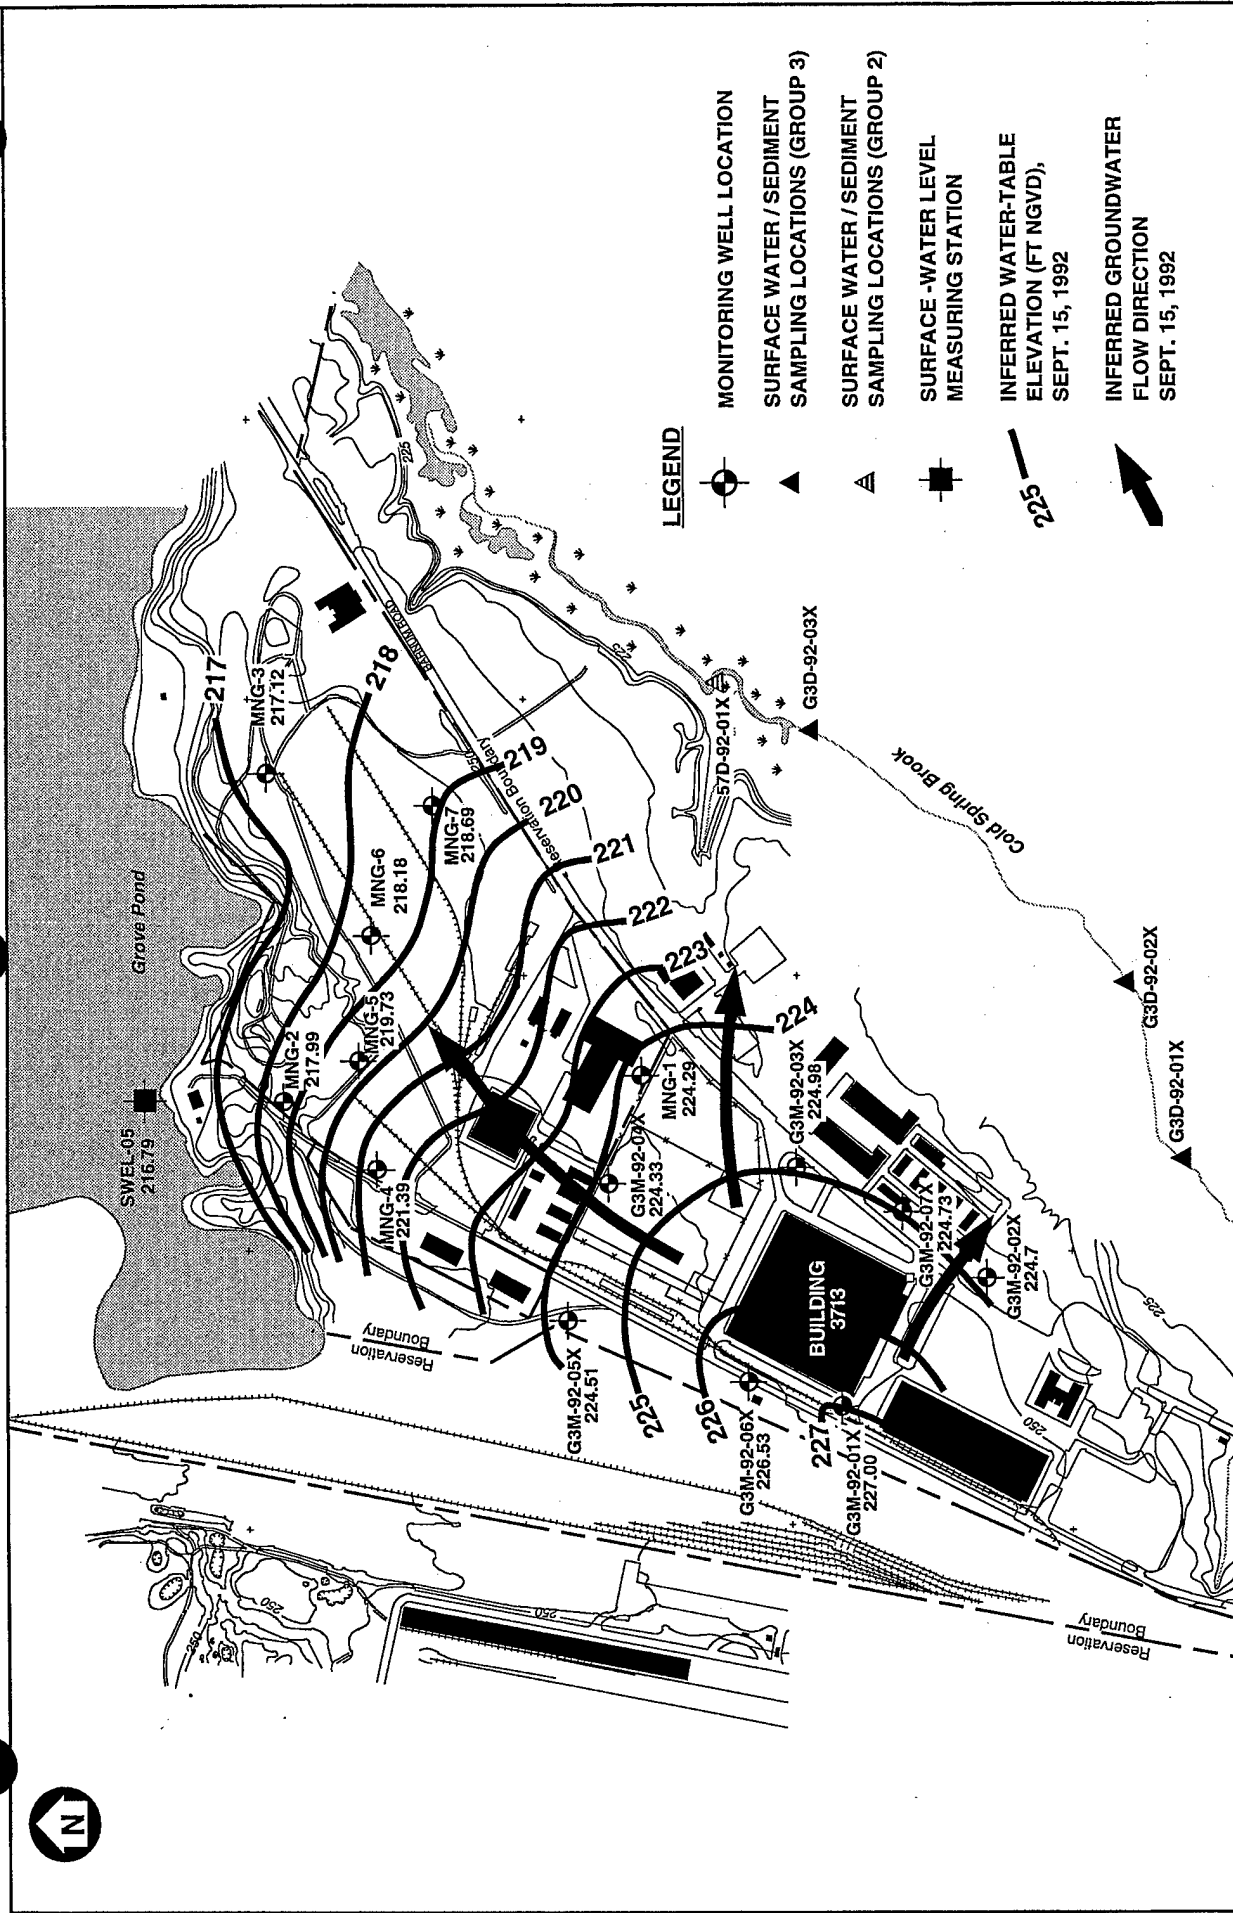 N
SWEL-05
216.79
Grove Pond
217
MNG-3
217.12
218
MNG-2
217.99
MNG-5
219.73
MNG-6
218.18
MNG-7
218.69
BARNUM ROAD
250
Reservation Boundary
219
220
221
222
223
224
MNG-4
221.39
MNG-1
224.29
G3M-92-04X
224.33
G3M-92-03X
224.98
G3M-92-05X
224.51
225
226
227
G3M-92-06X
226.53
G3M-92-01X
227.00
BUILDING
3713
G3M-92-07X
224.73
G3M-92-02X
224.7
Reservation
Boundary
Reservation
Boundary
250
250
250
250
225
225
225
57D-92-01X
G3D-92-03X
Cold Spring Brook
G3D-92-02X
G3D-92-01X
LEGEND
MONITORING WELL LOCATION
SURFACE WATER / SEDIMENT
SAMPLING LOCATIONS (GROUP 3)
SURFACE WATER / SEDIMENT
SAMPLING LOCATIONS (GROUP 2)
SURFACE -WATER LEVEL
MEASURING STATION
225
INFERRED WATER-TABLE
ELEVATION (FT NGVD),
SEPT. 15, 1992
INFERRED GROUNDWATER
FLOW DIRECTION
SEPT. 15, 1992